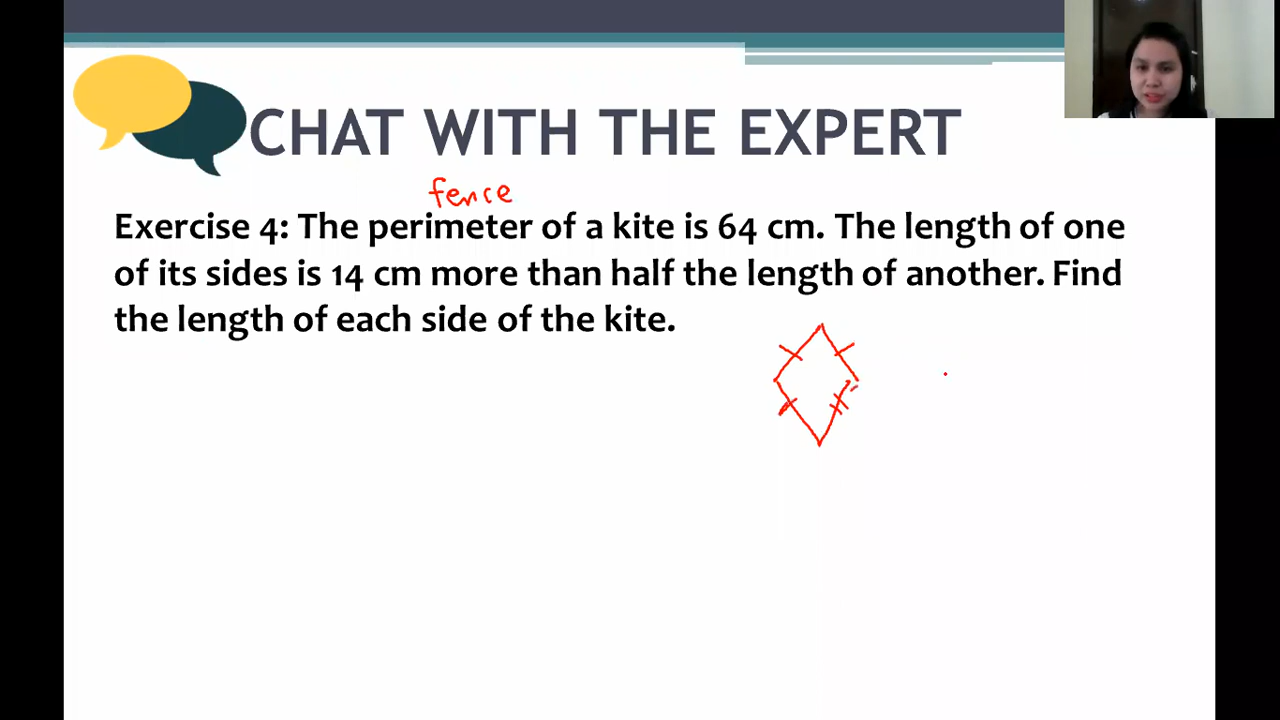 CHAT WITH THE EXPERT
fence
Exercise 4: The perimeter of a kite is 64 cm. The length of one
of its sides is 14 cm more than half the length of another. Find
the length of each side of the kite.